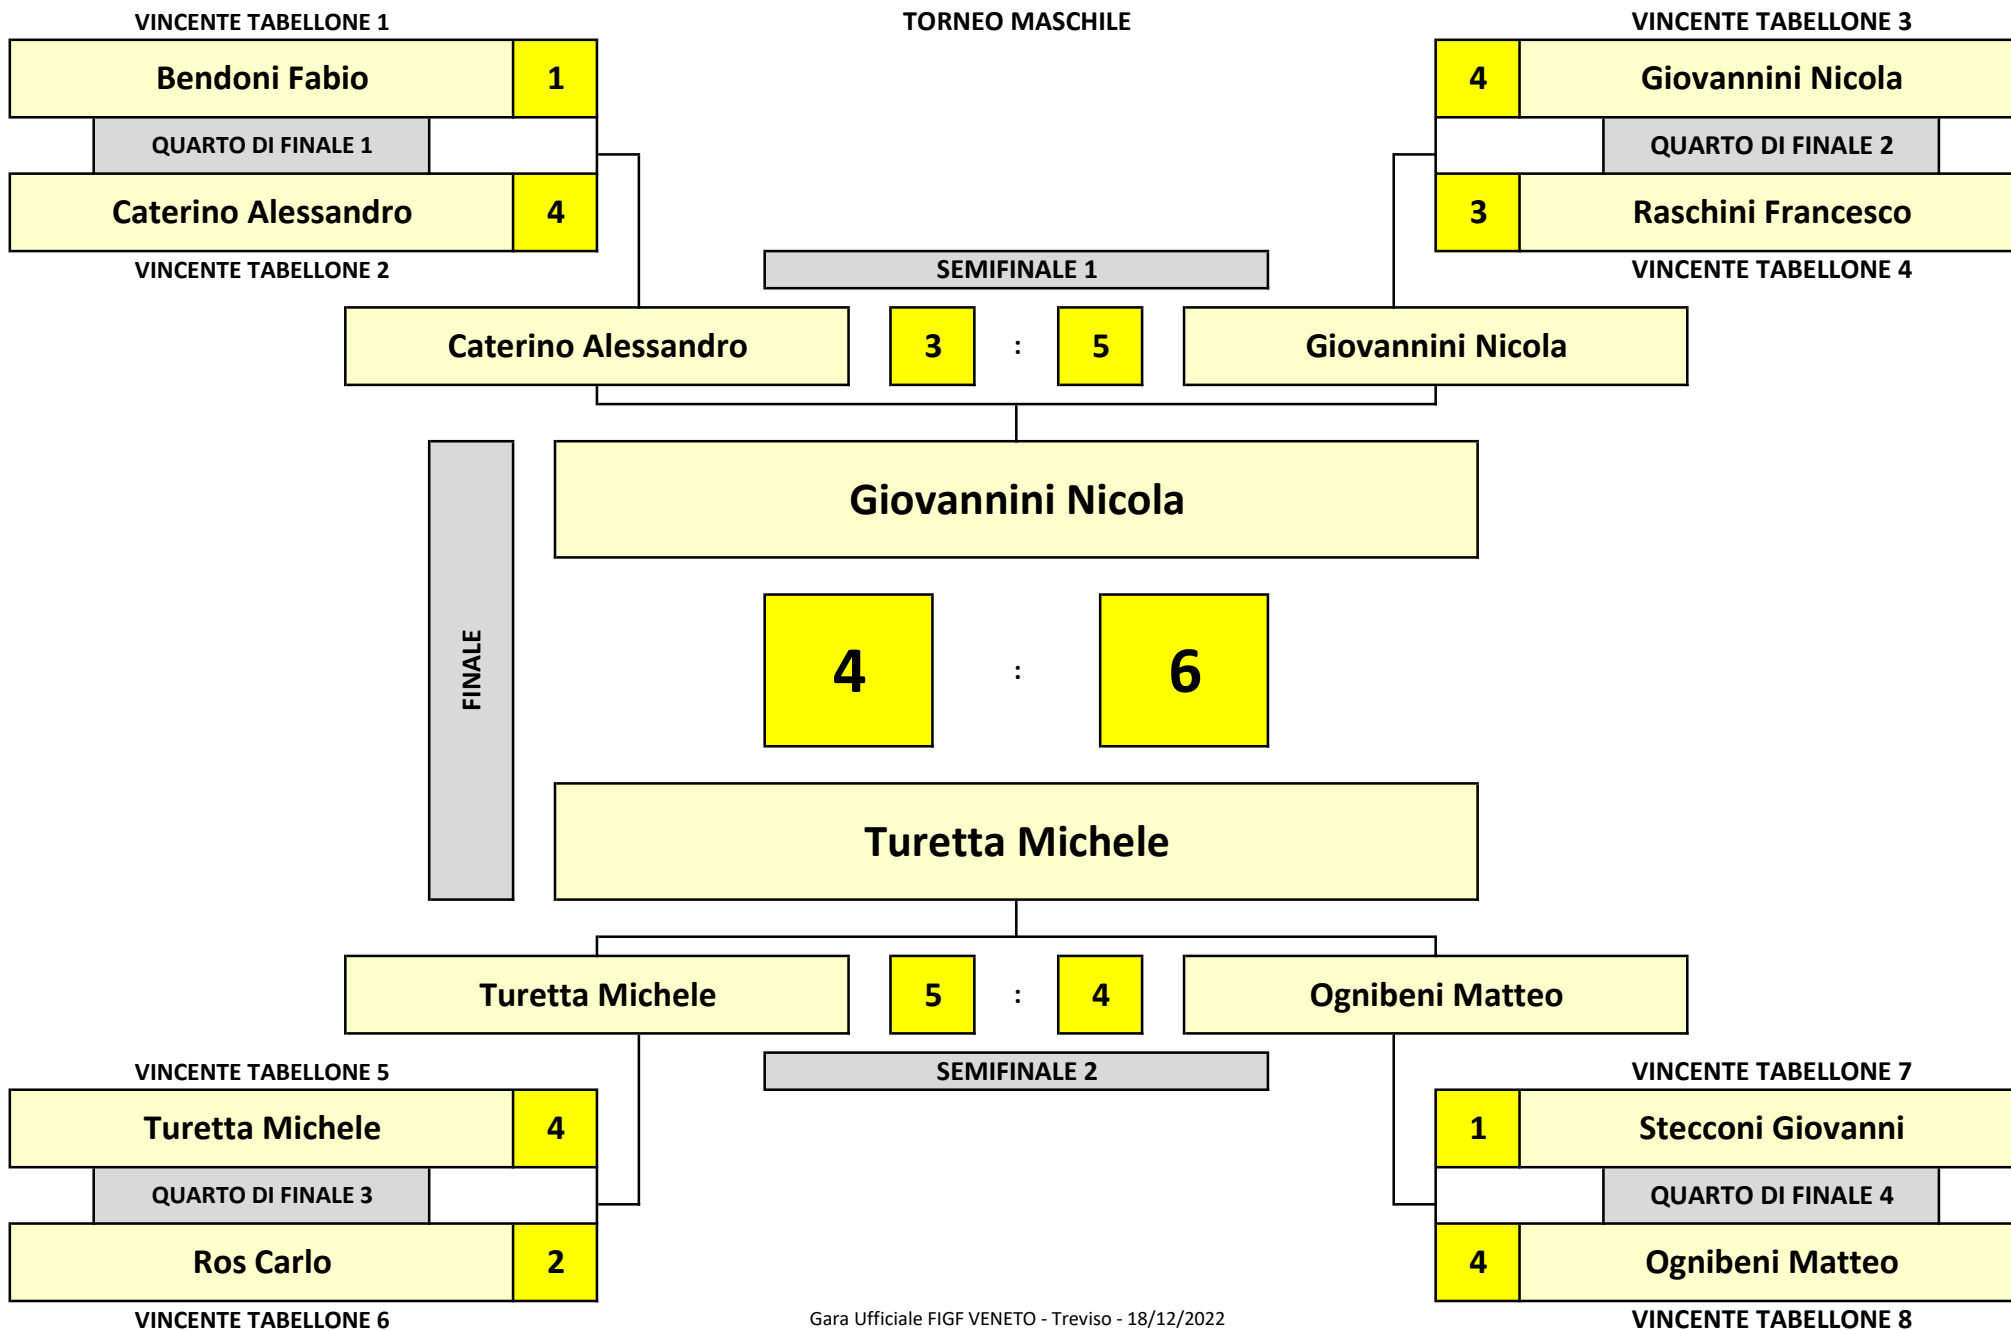 VINCENTE TABELLONE 1
TORNEO MASCHILE
VINCENTE TABELLONE 3
Bendoni Fabio 1
4 Giovannini Nicola
QUARTO DI FINALE 1
QUARTO DI FINALE 2
Caterino Alessandro 4
3 Raschini Francesco
VINCENTE TABELLONE 2
SEMIFINALE 1
VINCENTE TABELLONE 4
Caterino Alessandro 3 : 5 Giovannini Nicola
Giovannini Nicola
FINALE
4 : 6
Turetta Michele
Turetta Michele 5 : 4 Ognibeni Matteo
VINCENTE TABELLONE 5
SEMIFINALE 2
VINCENTE TABELLONE 7
Turetta Michele 4
1 Stecconi Giovanni
QUARTO DI FINALE 3
QUARTO DI FINALE 4
Ros Carlo 2
4 Ognibeni Matteo
VINCENTE TABELLONE 6
Gara Ufficiale FIGF VENETO - Treviso - 18/12/2022
VINCENTE TABELLONE 8